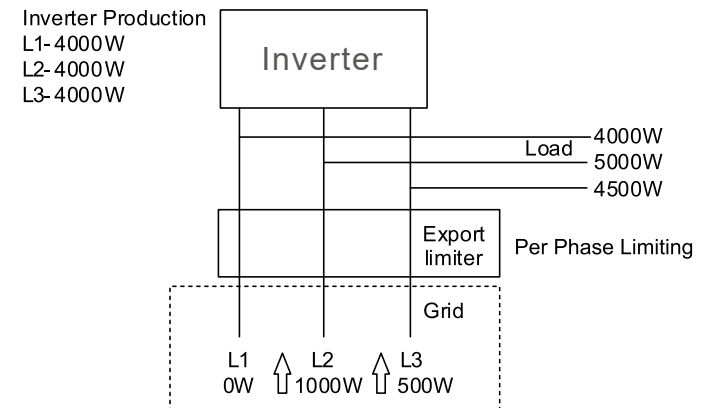 Inverter Production
L1-4000W
L2-4000W
L3-4000W
Inverter
Load
4000W
5000W
4500W
Export
limiter
Per Phase Limiting
Grid
L1 L2 L3
0W 1000W 500W